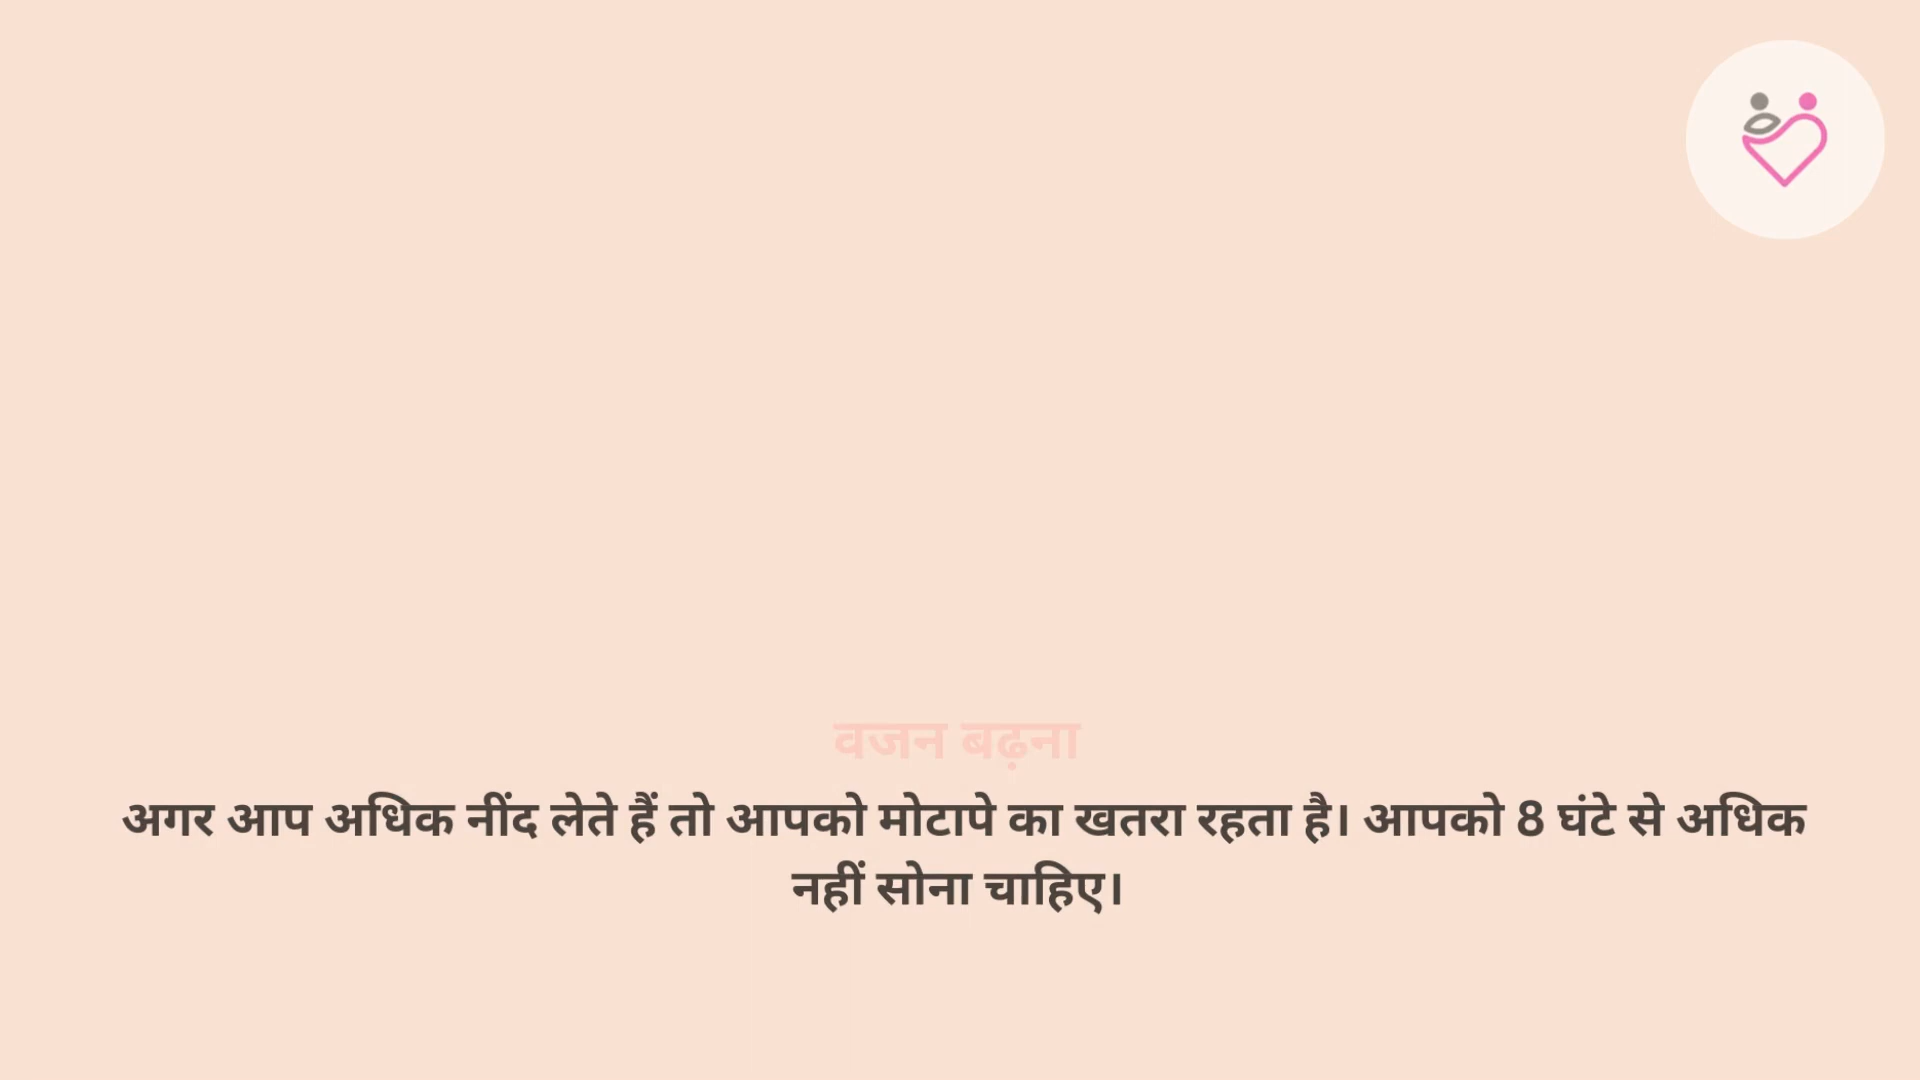 वजन बढ़ना
अगर आप अधिक नींद लेते हैं तो आपको मोटापे का खतरा रहता है। आपको 8 घंटे से अधिक
नहीं सोना चाहिए।